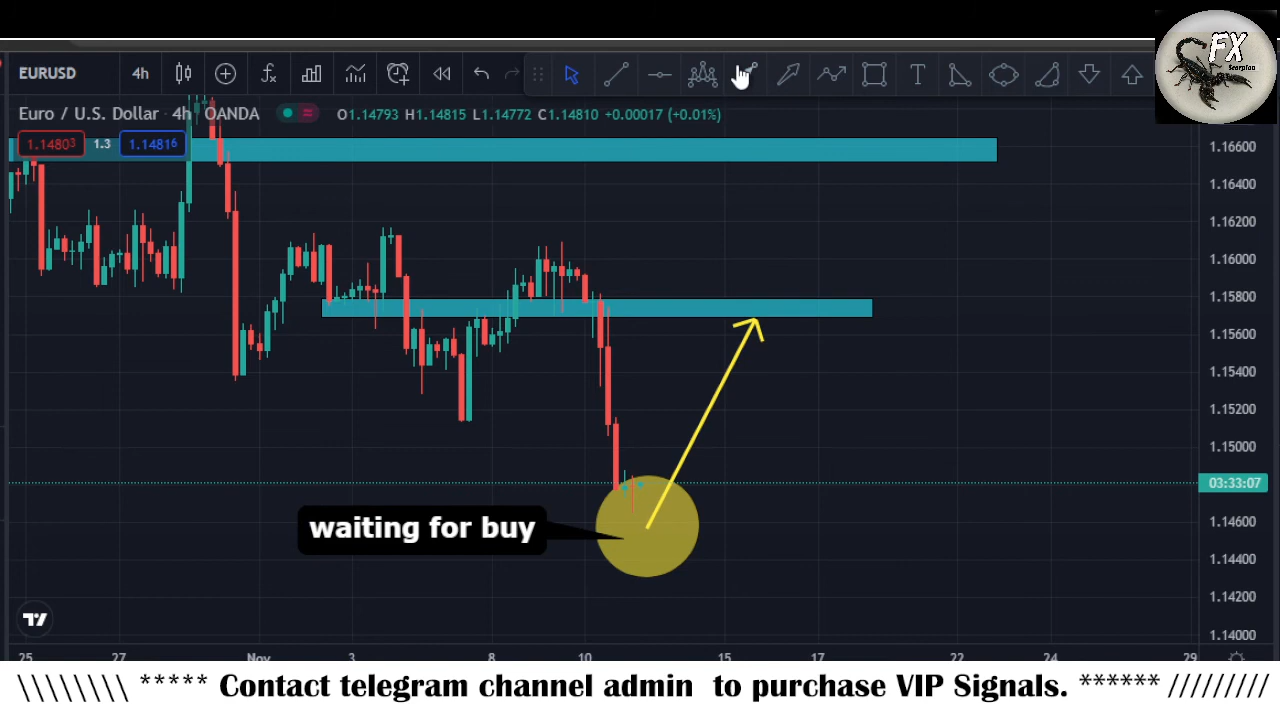 FX
Scorpion
EURUSD 4h
Euro / U.S. Dollar · 4h OANDA O1.14793 H1.14815 L1.14772 C1.14810 +0.00017 (+0.01%)
1.14803 1.3 1.14816
1.16600
1.16400
1.16200
1.16000
1.15800
1.15600
1.15400
1.15200
1.15000
03:33:07
1.14600
1.14400
1.14200
1.14000
waiting for buy
25 27 Nov 3 8 10 15 17 22 24 29
\\\\\\\\\ ***** Contact telegram channel admin to purchase VIP Signals. ****** /////////